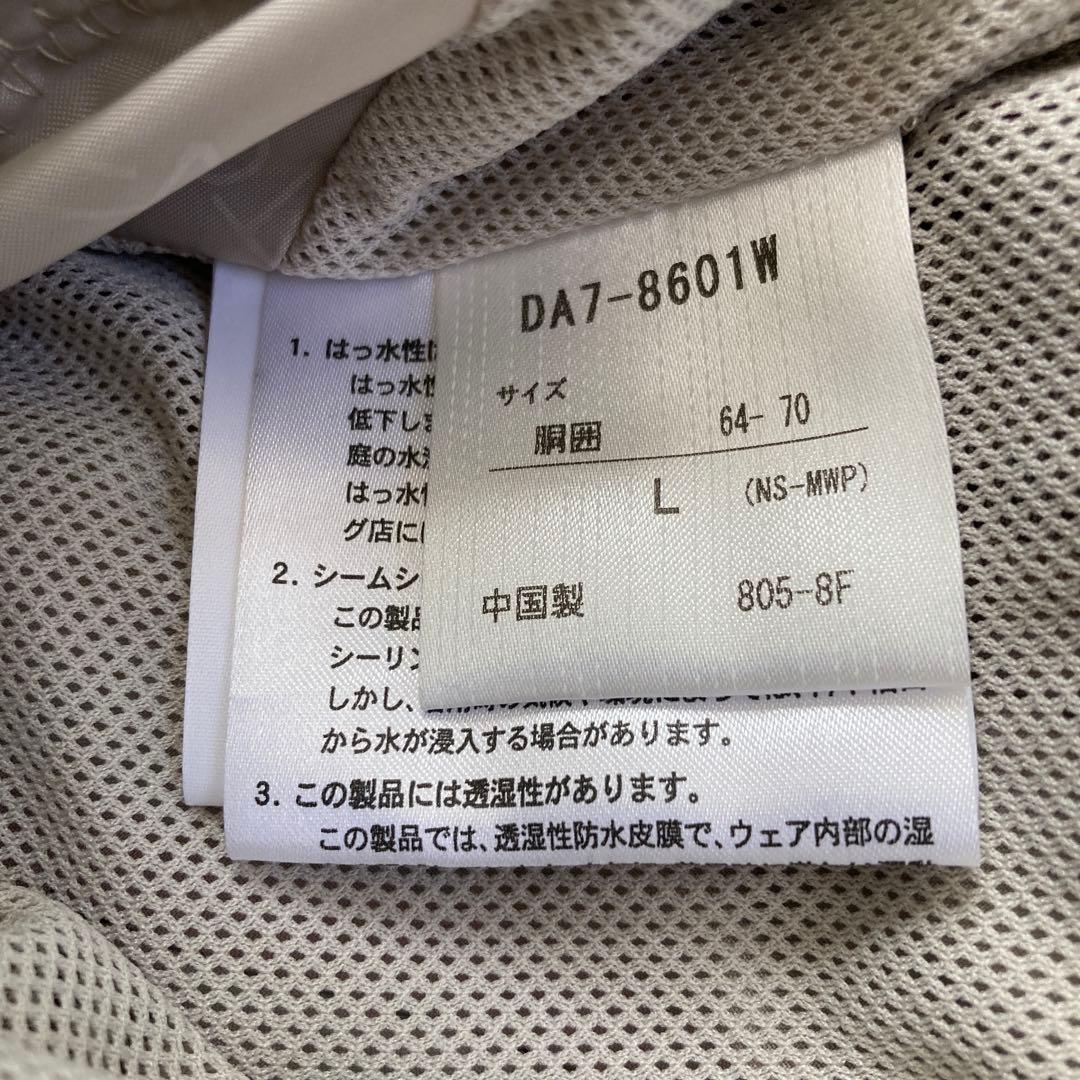 DA7-8601W
サイズ
胴囲 64-70
L (NS-MWP)
中国製 805-8F
1. はっ水性は
はっ水性
低下しま
庭の水
はっ水性
グ店に
2. シームシ
この製品
シーリン
しかし、
から水が浸入する場合があります。
3. この製品には透湿性があります。
この製品では、透湿性防水皮膜で、ウェア内部の湿